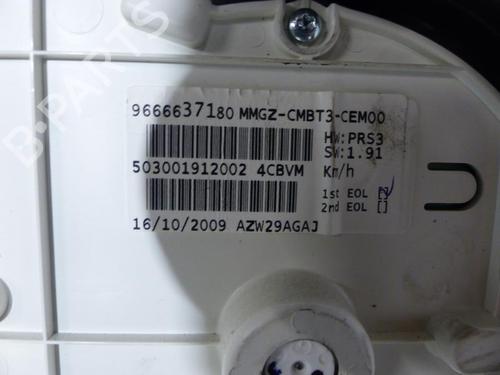 9666637180 MMGZ-CMBT3-CEM00
HW:PRS3
SW:1.91
503001912002 4CBVM Km/h
1st EOL [✓]
2nd EOL []
16/10/2009 AZW29AGAJ
B-PARTS